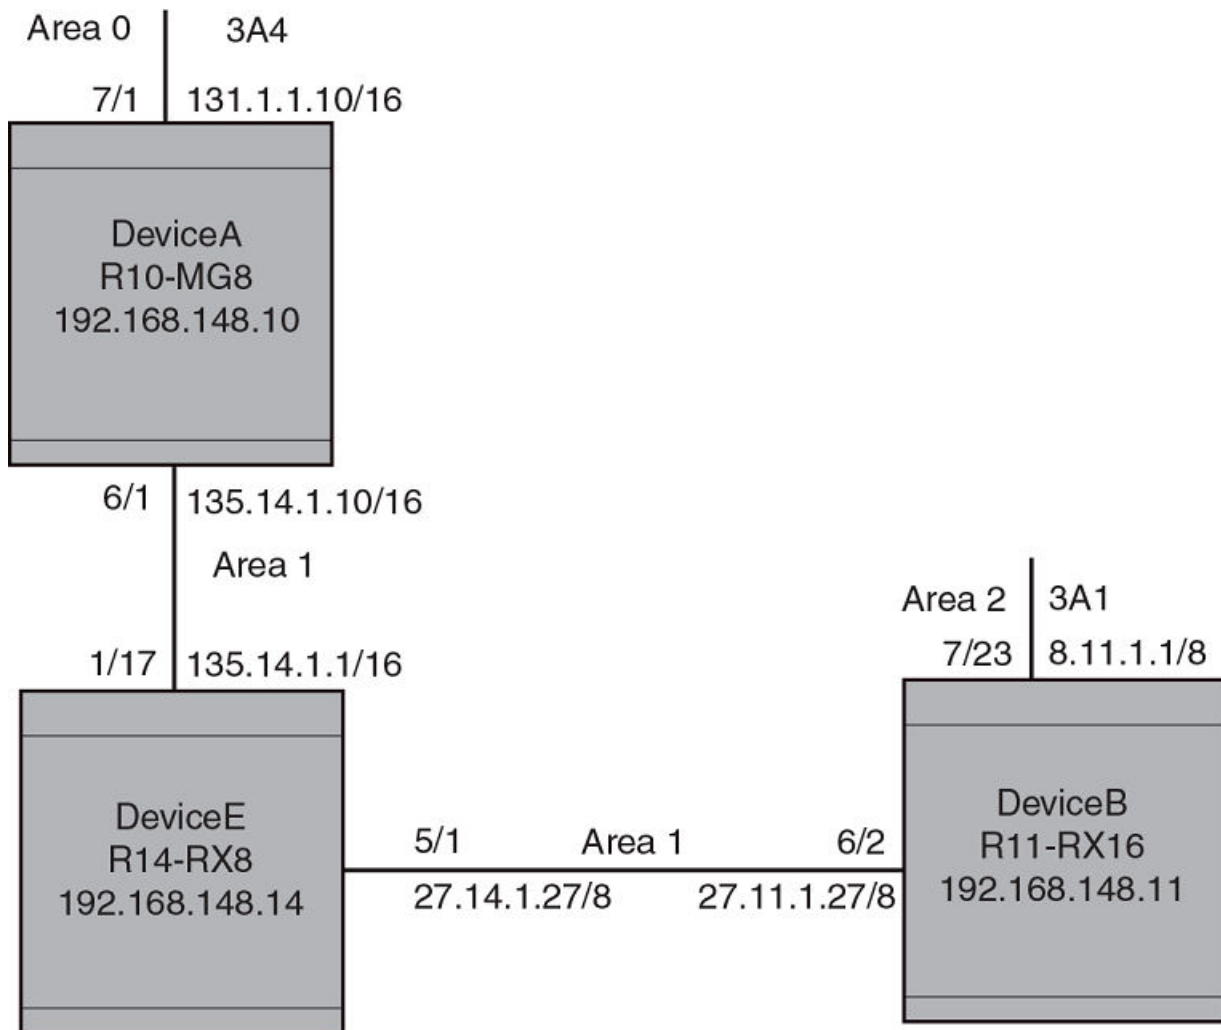 Area 0 3A4
7/1 131.1.1.10/16
DeviceA
R10-MG8
192.168.148.10
6/1 135.14.1.10/16
Area 1
1/17 135.14.1.1/16
Area 2 3A1
7/23 8.11.1.1/8
DeviceE
R14-RX8
192.168.148.14
5/1 Area 1 6/2
27.14.1.27/8 27.11.1.27/8
DeviceB
R11-RX16
192.168.148.11